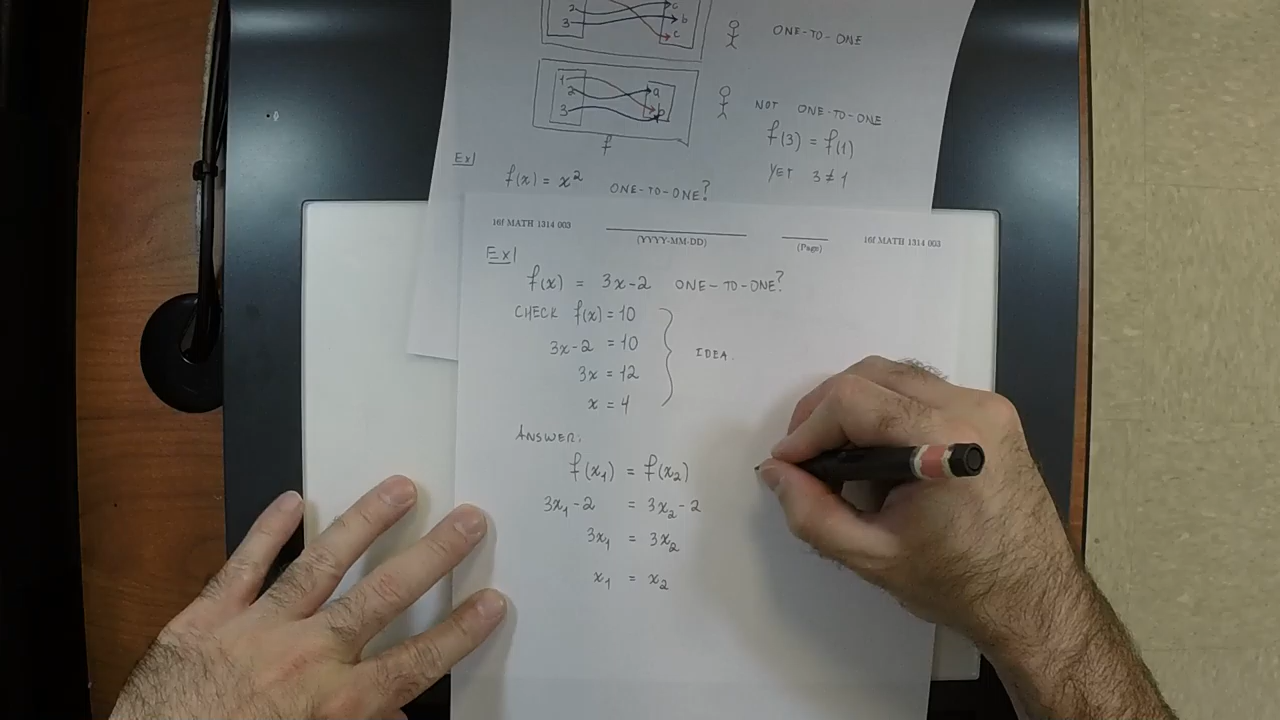 2
a
3
b
c
ONE-TO-ONE
1
2
a
3
b
f
NOT ONE-TO-ONE
f(3) = f(1)
YET 3 ≠ 1
Ex|
f(x) = x²
ONE-TO-ONE?
16f MATH 1314 003
(YYYY-MM-DD)
(Page)
16f MATH 1314 003
Ex|
f(x) = 3x-2 ONE-TO-ONE?
CHECK f(x) = 10
3x-2 = 10
3x = 12
x = 4
IDEA.
ANSWER.
f(x₁) = f(x₂)
3x₁-2 = 3x₂-2
3x₁ = 3x₂
x₁ = x₂